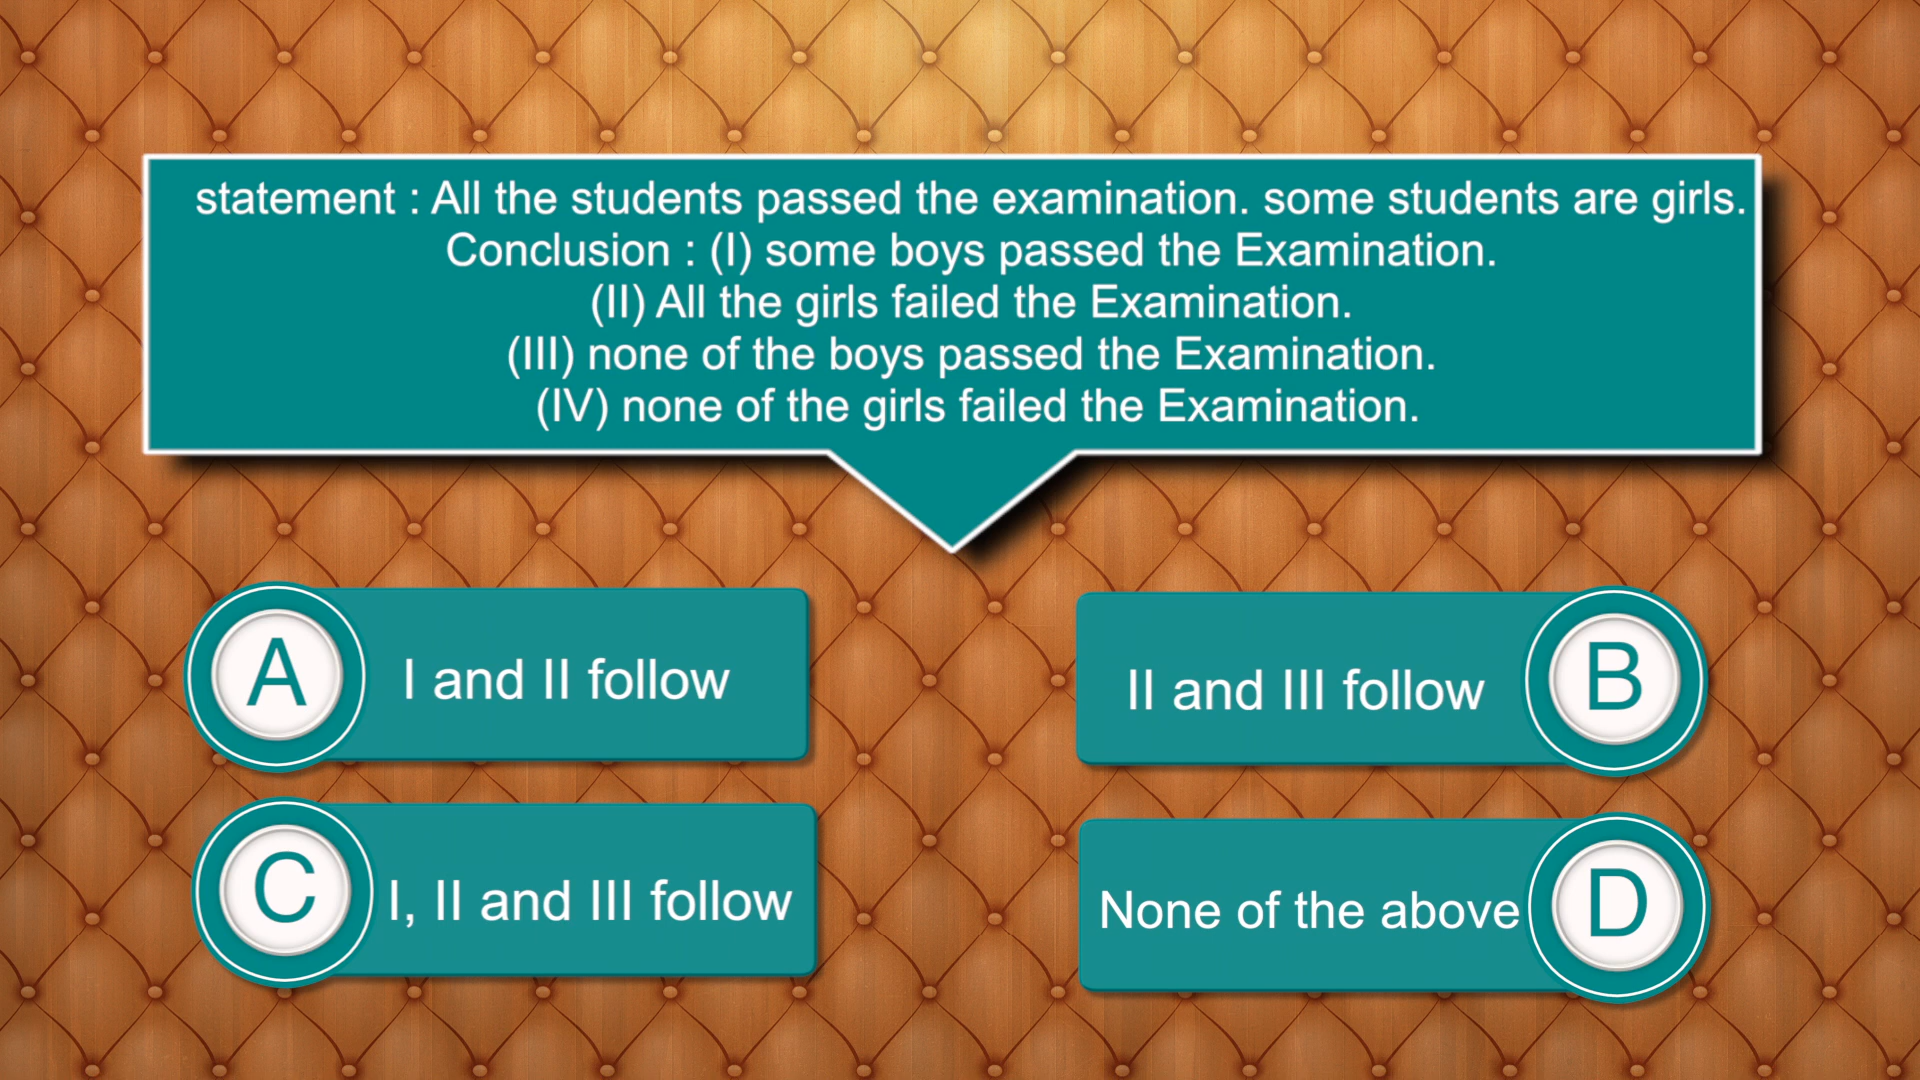 statement : All the students passed the examination. some students are girls.
Conclusion : (I) some boys passed the Examination.
(II) All the girls failed the Examination.
(III) none of the boys passed the Examination.
(IV) none of the girls failed the Examination.
A I and II follow
II and III follow B
C I, II and III follow
None of the above D